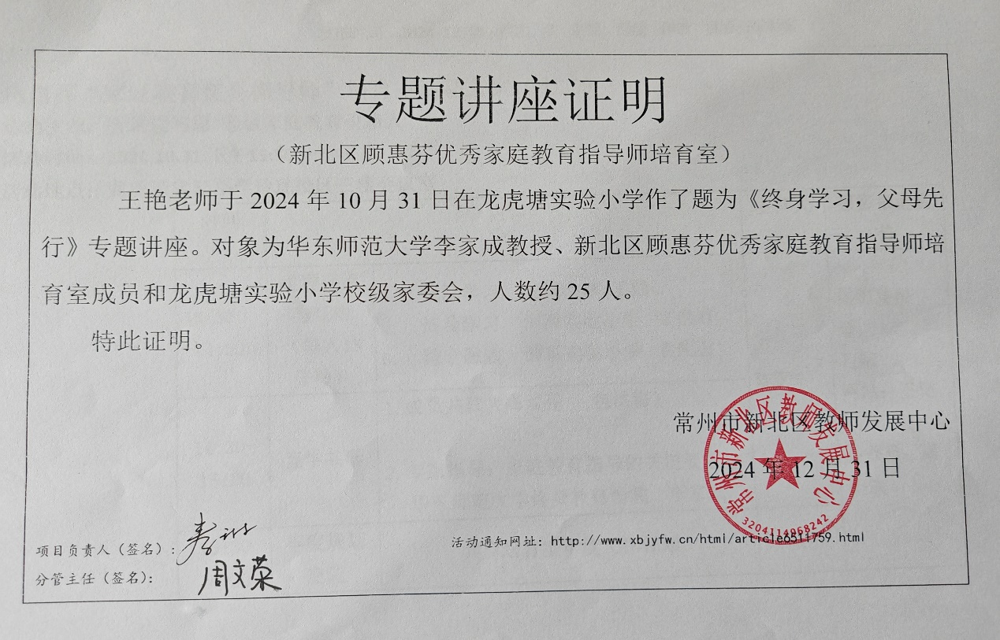 专题讲座证明
（新北区顾惠芬优秀家庭教育指导师培育室）
王艳老师于 2024 年 10 月 31 日在龙虎塘实验小学作了题为《终身学习，父母先
行》专题讲座。对象为华东师范大学李家成教授、新北区顾惠芬优秀家庭教育指导师培
育室成员和龙虎塘实验小学校级家委会，人数约 25 人。
特此证明。
常州市新北区教师发展中心
2024 年 12 月 31 日
常州市新北区教师发展中心
3204114968242
活动通知网址：http://www.xbjyfw.cn/html/article6511759.html
项目负责人（签名）：
分管主任（签名）：周文荣